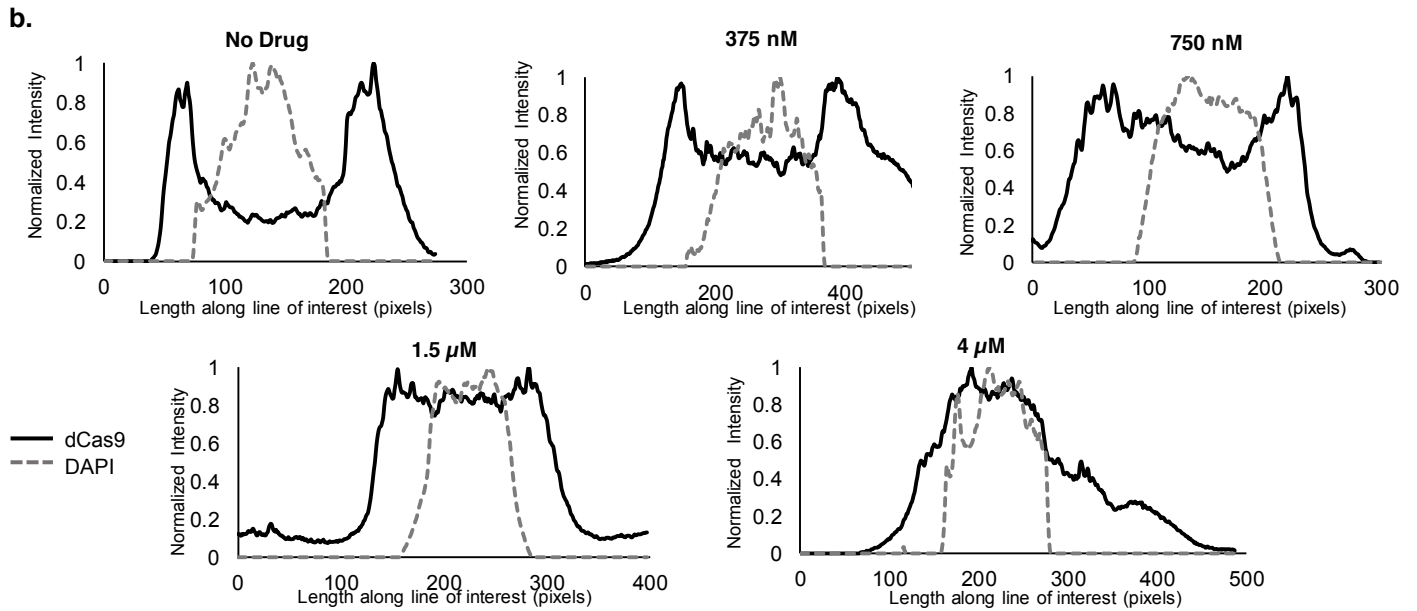 b.
No Drug
Normalized Intensity
1
0.8
0.6
0.4
0.2
0
0 100 200 300
Length along line of interest (pixels)
375 nM
Normalized Intensity
1
0.8
0.6
0.4
0.2
0
0 200 400
Length along line of interest (pixels)
750 nM
Normalized Intensity
1
0.8
0.6
0.4
0.2
0
0 100 200 300
Length along line of interest (pixels)
dCas9
DAPI
1.5 µM
Normalized Intensity
1
0.8
0.6
0.4
0.2
0
0 100 200 300 400
Length along line of interest (pixels)
4 µM
Normalized Intensity
1
0.8
0.6
0.4
0.2
0
0 100 200 300 400 500
Length along line of interest (pixels)